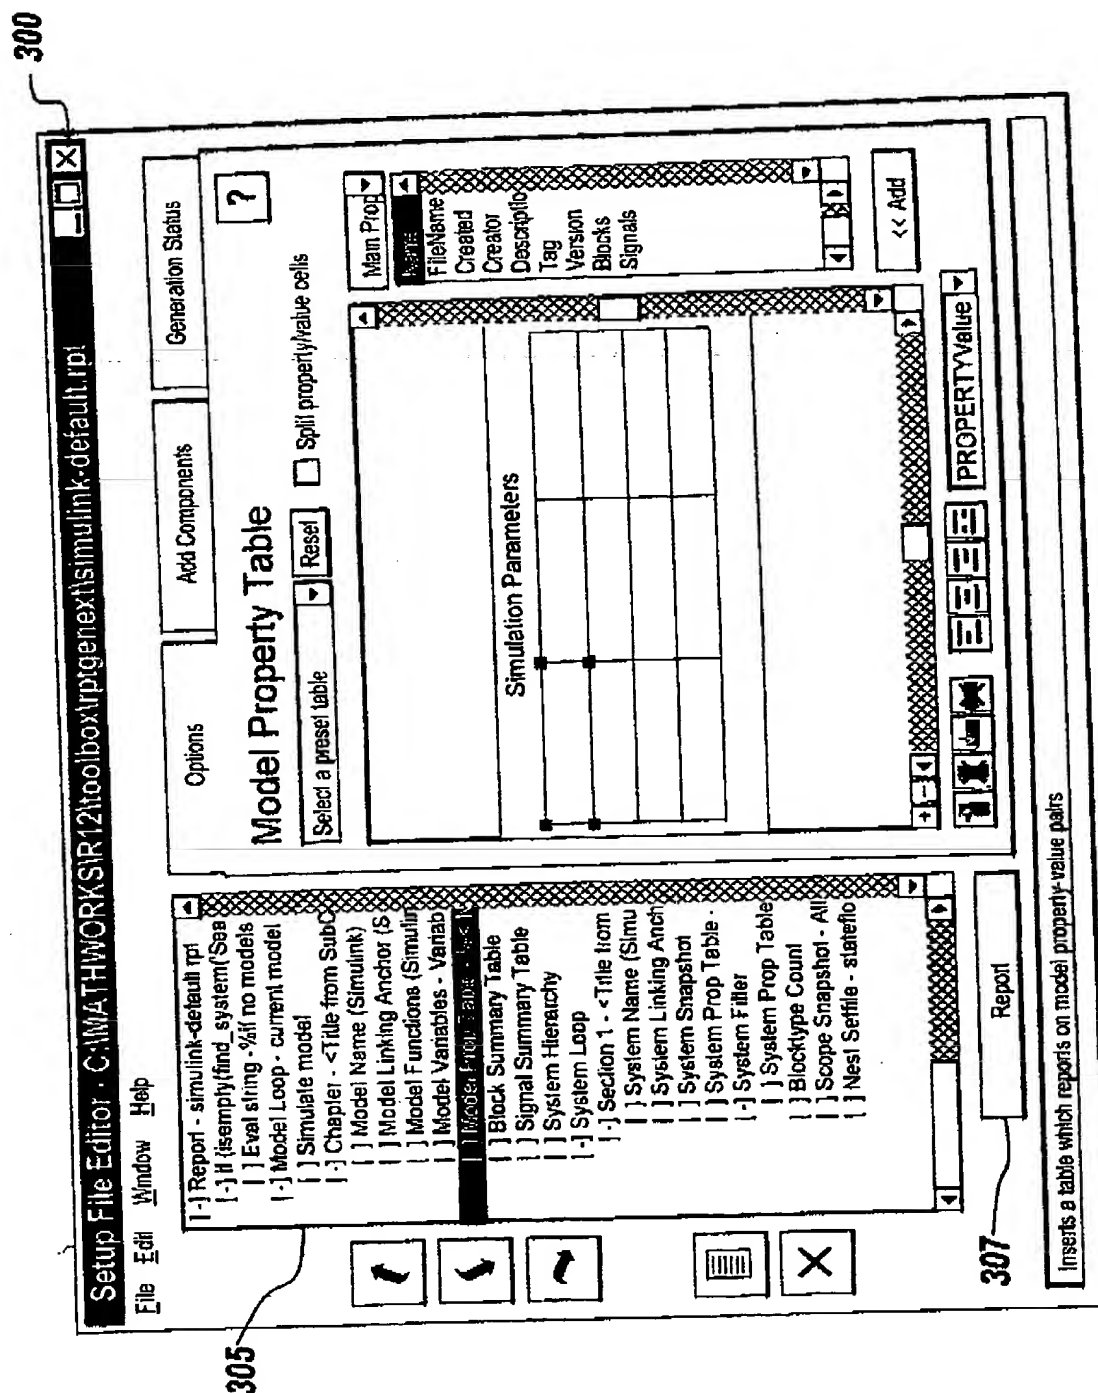 300
Setup File Editor - C:\MATHWORKS\R12\toolbox\rptgenext\simulink-default.rpt
File Edit Window Help
305
[-] Report - simulink-default rpt
[-] if (isempty(find_system('Sea
[ ] Eval string -%if no models
[-] Model Loop - current model
[ ] Simulate model
[-] Chapter - <Title from SubC
[ ] Model Name (Simulink)
[ ] Model Linking Anchor (S
[ ] Model Functions (Simulin
[ ] Model Variables - Variab
[ ] Model Prop Table -
[ ] Block Summary Table
[ ] Signal Summary Table
[ ] System Hierarchy
[-] System Loop
[-] Section 1 - <Title from
[ ] System Name (Simu
[ ] System Linking Anch
[ ] System Snapshot
[ ] System Prop Table -
[-] System Filter
[ ] System Prop Table
[ ] Blocktype Count
[ ] Scope Snapshot - All
[ ] Nest Setfile - stateflo
307
Report
Options
Add Components
Generation Status
Model Property Table
?
Select a preset table
Reset
Split property/value cells
Simulation Parameters
Main Prop
Name
FileName
Created
Creator
Descriptio
Tag
Version
Blocks
Signals
<< Add
PROPERTYValue
Inserts a table which reports on model property-value pairs